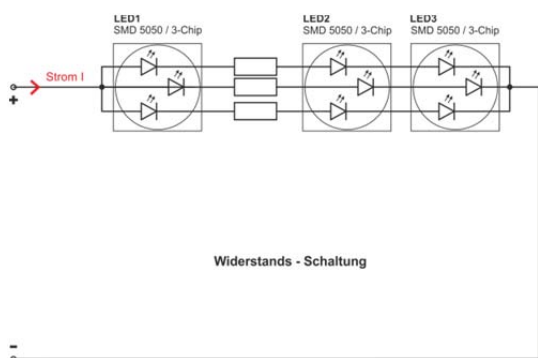 LED1
SMD 5050 / 3-Chip
LED2
SMD 5050 / 3-Chip
LED3
SMD 5050 / 3-Chip
Strom I
+
Widerstands - Schaltung
-